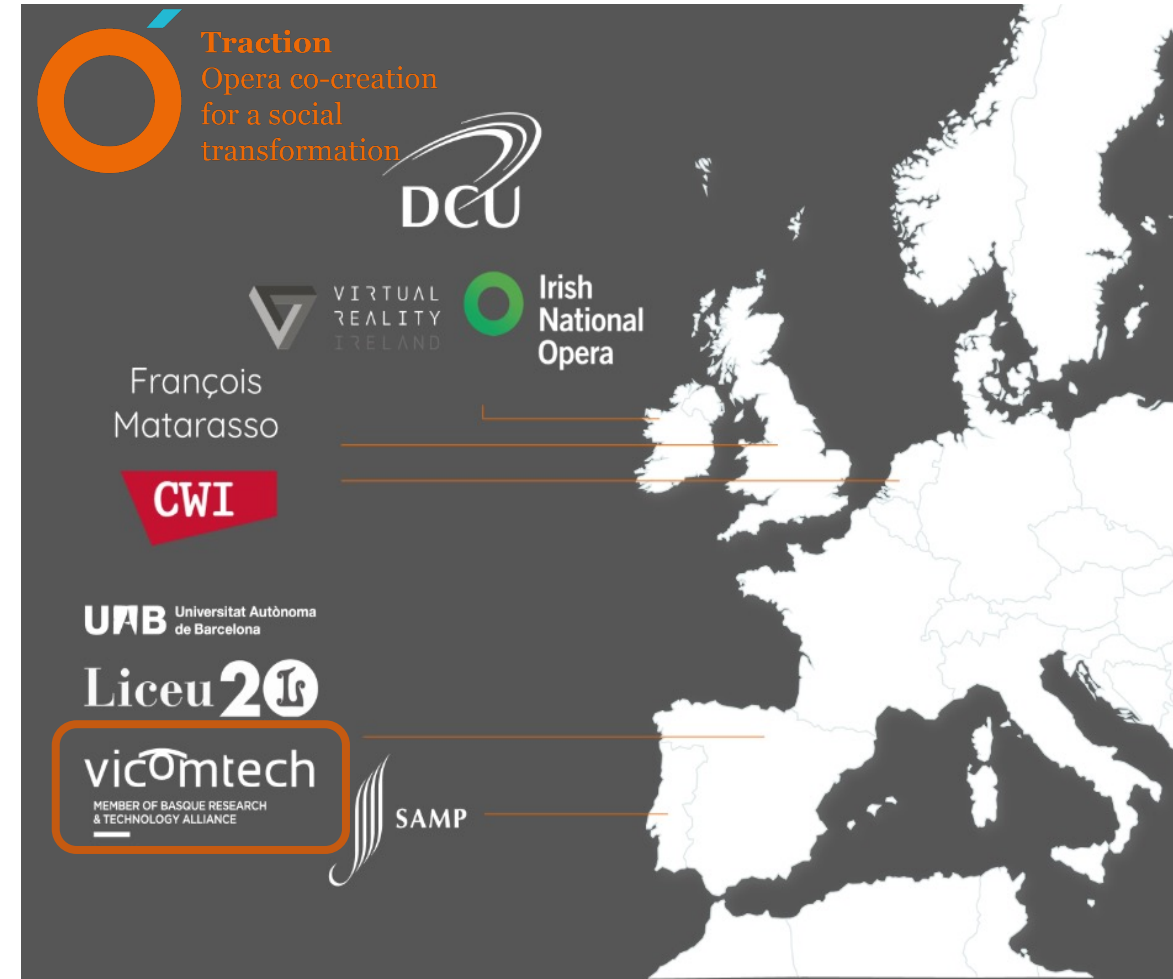 Traction
Opera co-creation
for a social
transformation
DCU
VIRTUAL
REALITY
IRELAND
Irish
National
Opera
François
Matarasso
CWI
UAB Universitat Autònoma
de Barcelona
Liceu
vicomtech
MEMBER OF BASQUE RESEARCH
& TECHNOLOGY ALLIANCE
SAMP